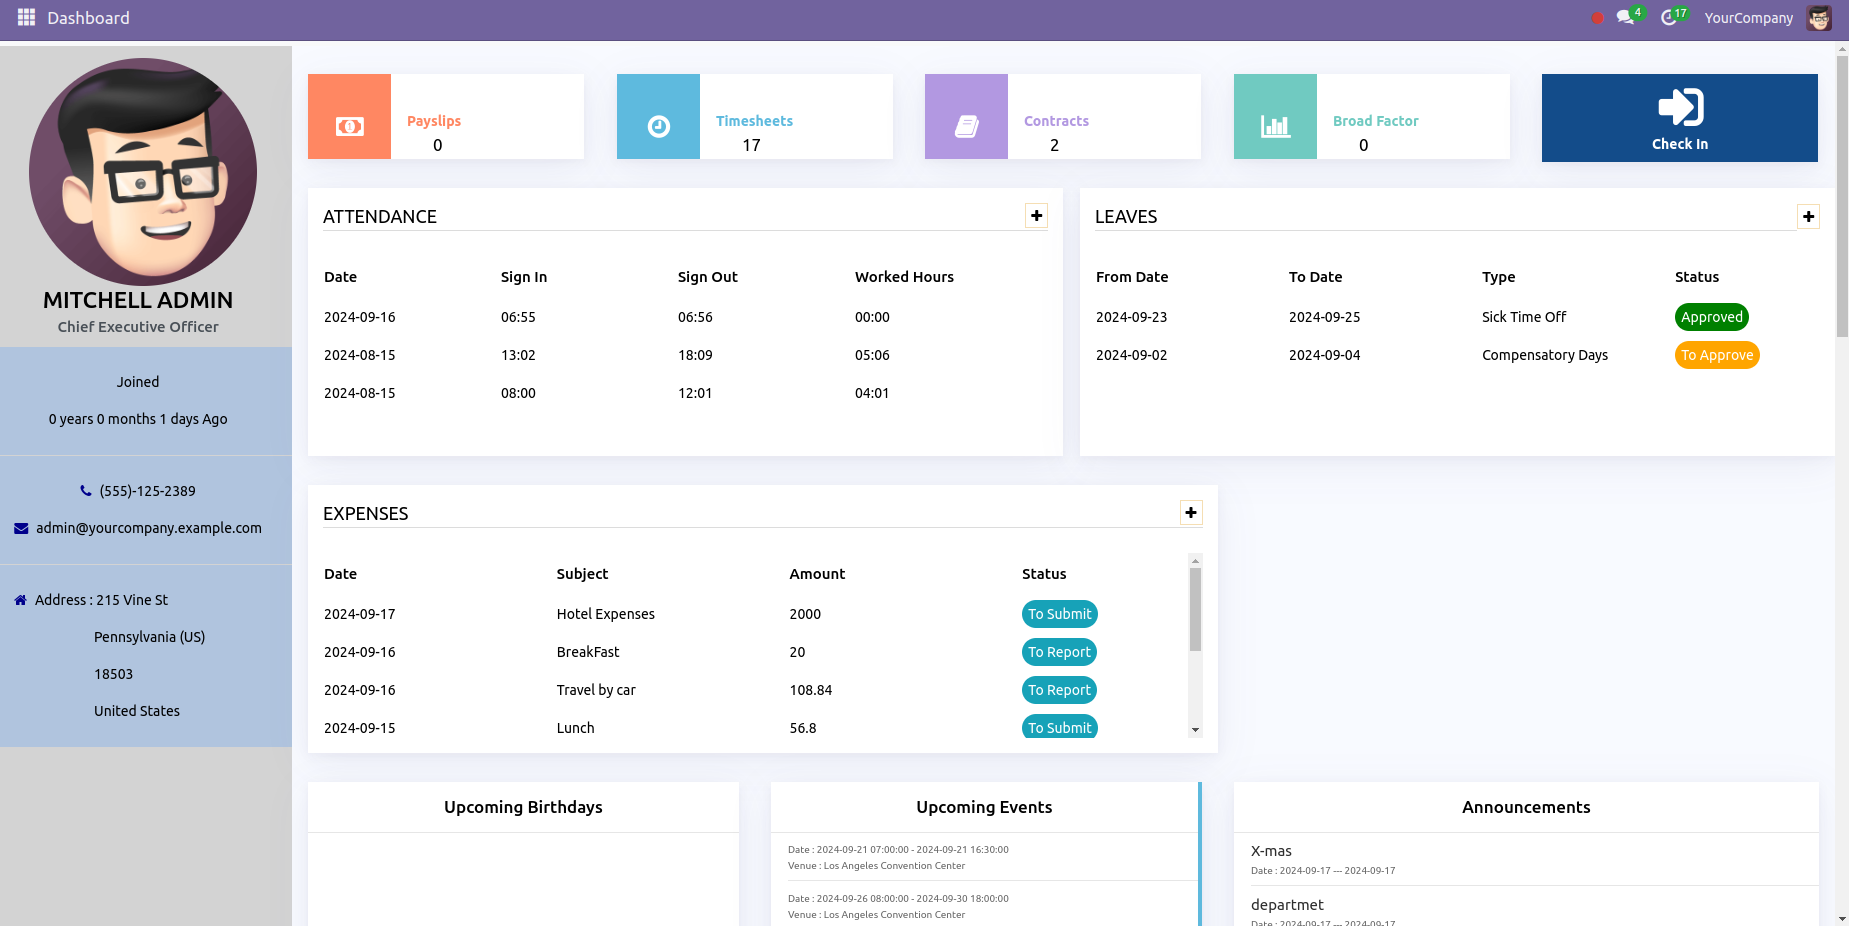 Dashboard
4
17
YourCompany
MITCHELL ADMIN
Chief Executive Officer
Joined
0 years 0 months 1 days Ago
(555)-125-2389
admin@yourcompany.example.com
Address : 215 Vine St
Pennsylvania (US)
18503
United States
Payslips
0
Timesheets
17
Contracts
2
Broad Factor
0
Check In
ATTENDANCE
Date Sign In Sign Out Worked Hours
2024-09-16 06:55 06:56 00:00
2024-08-15 13:02 18:09 05:06
2024-08-15 08:00 12:01 04:01
LEAVES
From Date To Date Type Status
2024-09-23 2024-09-25 Sick Time Off Approved
2024-09-02 2024-09-04 Compensatory Days To Approve
EXPENSES
Date Subject Amount Status
2024-09-17 Hotel Expenses 2000 To Submit
2024-09-16 BreakFast 20 To Report
2024-09-16 Travel by car 108.84 To Report
2024-09-15 Lunch 56.8 To Submit
Upcoming Birthdays
Upcoming Events
Date : 2024-09-21 07:00:00 - 2024-09-21 16:30:00
Venue : Los Angeles Convention Center
Date : 2024-09-26 08:00:00 - 2024-09-30 18:00:00
Venue : Los Angeles Convention Center
Announcements
X-mas
Date : 2024-09-17 --- 2024-09-17
departmet
Date : 2024-09-17 --- 2024-09-17